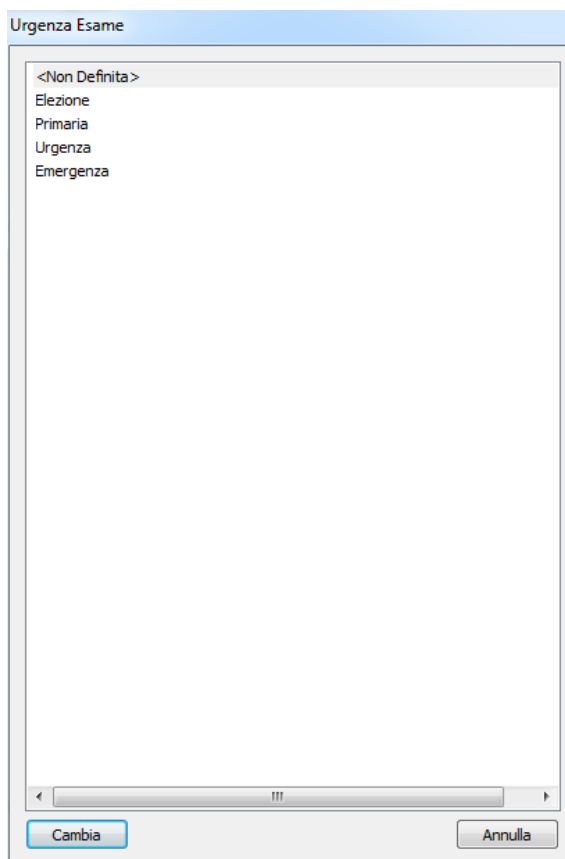 Urgenza Esame
<Non Definita>
Elezione
Primaria
Urgenza
Emergenza
Cambia
Annulla